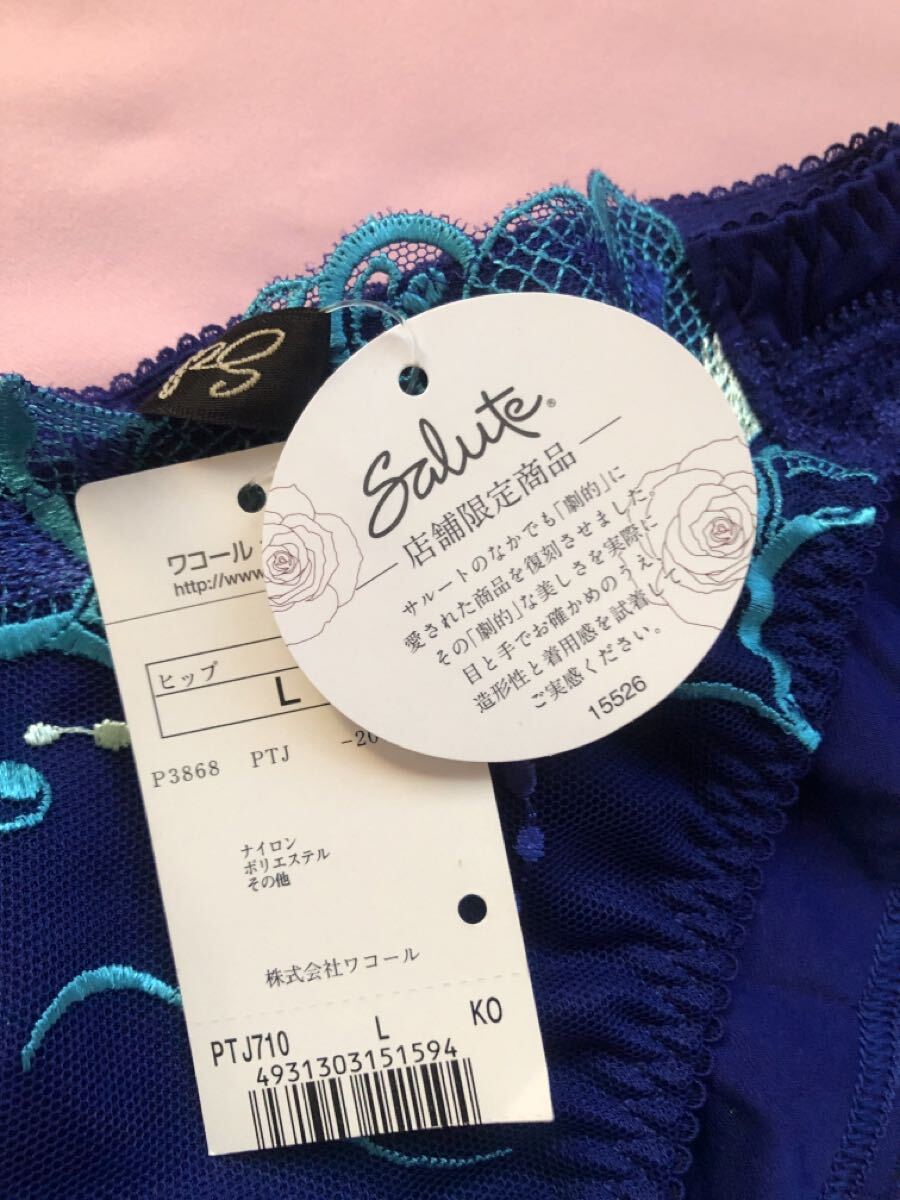 Salute®
店舗限定商品
サルートのなかでも「劇的」に
愛された商品を復刻させました。
その「劇的」な美しさを実際に
目と手でお確かめのうえ、
造形性と着用感を試着して
ご実感ください。
15526
ワコール
http://www
ヒップ
L
P3868 PTJ -20
ナイロン
ポリエステル
その他
株式会社ワコール
PTJ710 L KO
4931303151594